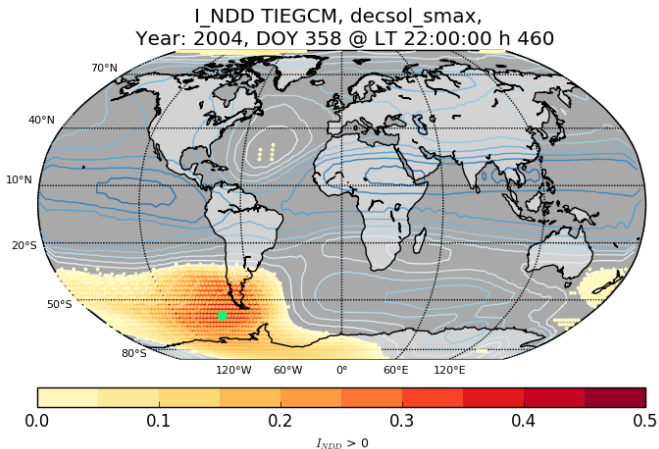 I_NDD TIEGCM, decsol_smax,
Year: 2004, DOY 358 @ LT 22:00:00 h 460
70°N
40°N
10°N
20°S
50°S
80°S
120°W 60°W 0° 60°E 120°E
0.0 0.1 0.2 0.3 0.4 0.5
I_NDD > 0